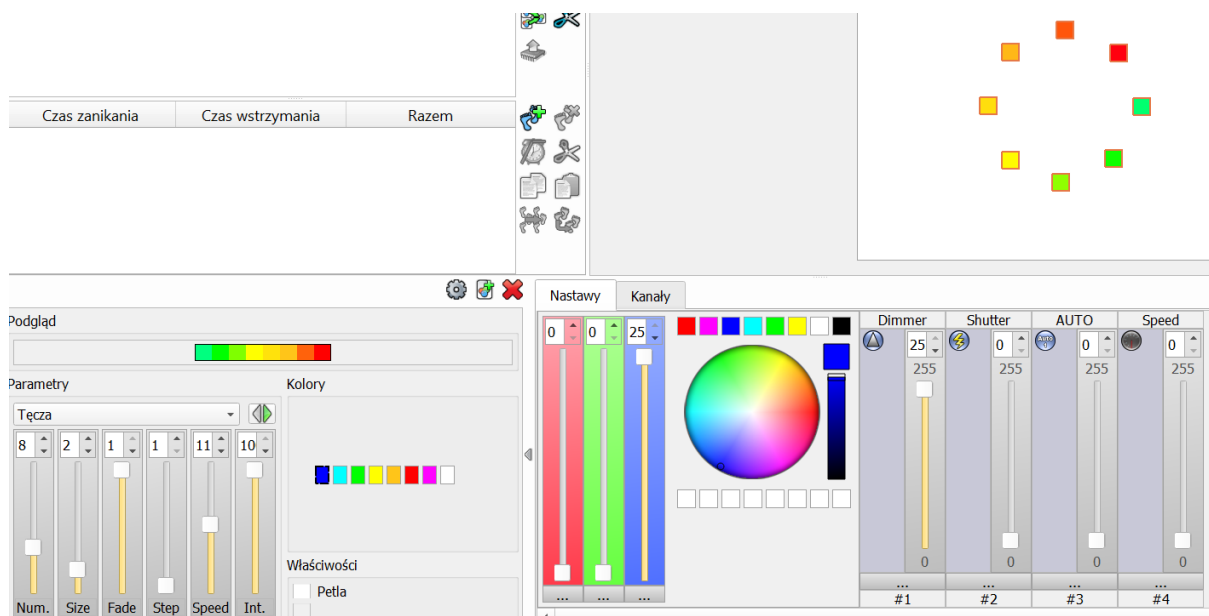 Czas zanikania Czas wstrzymania Razem
Podgląd
Parametry Kolory
Tęcza
8 2 1 1 11 10
Num. Size Fade Step Speed Int.
Właściwości
Pętla
Nastawy Kanały
0 0 25
... ... ...
Dimmer Shutter AUTO Speed
Auto
25 0 0 0
255 255 255 255
0 0 0 0
... ... ... ...
#1 #2 #3 #4